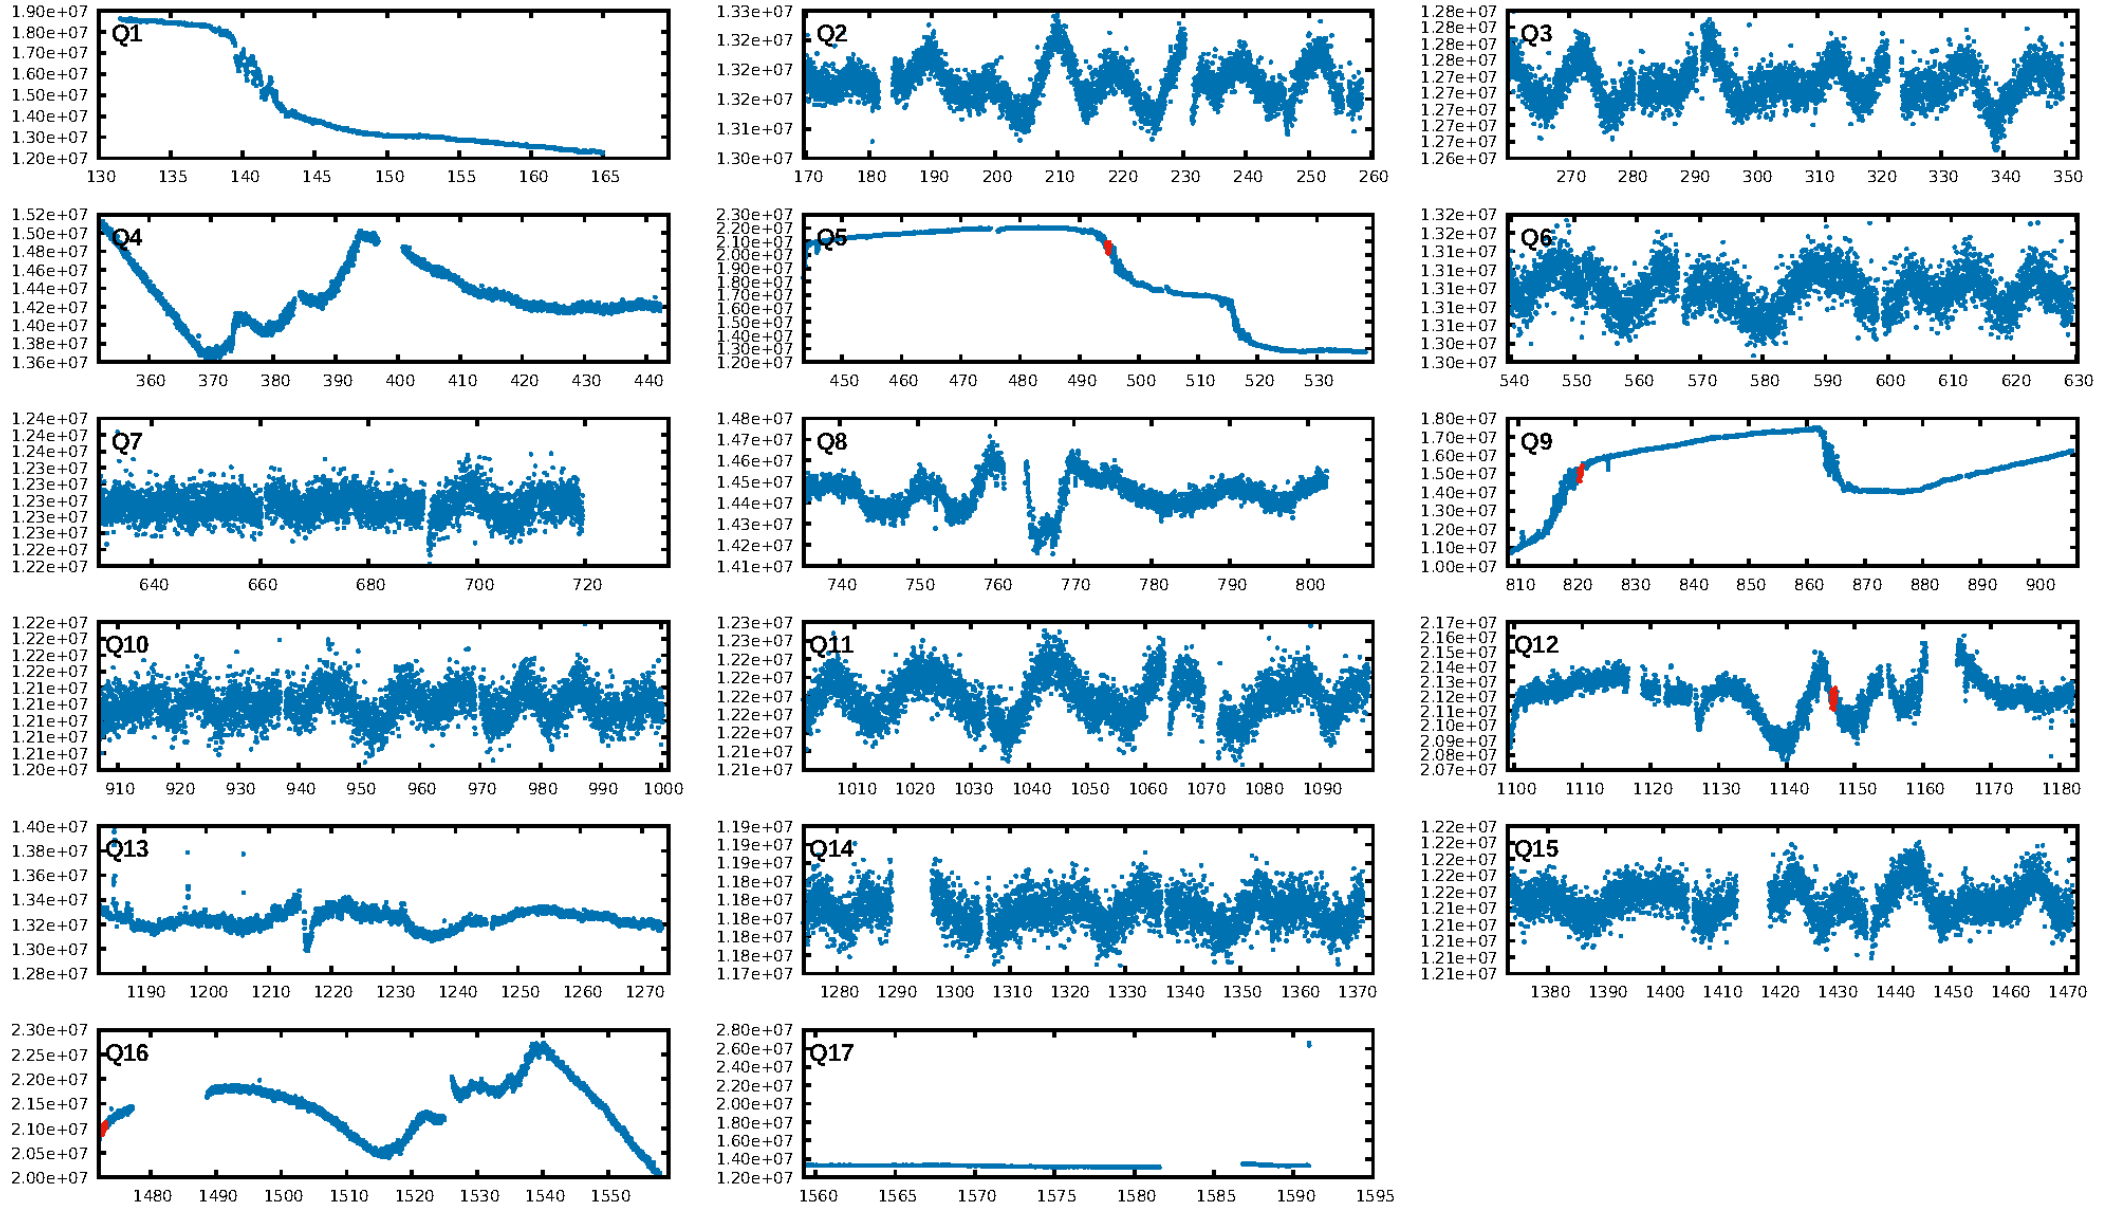 Q1
1.90e+07
1.80e+07
1.70e+07
1.60e+07
1.50e+07
1.40e+07
1.30e+07
1.20e+07
130 135 140 145 150 155 160 165
Q2
1.33e+07
1.32e+07
1.32e+07
1.32e+07
1.31e+07
1.30e+07
170 180 190 200 210 220 230 240 250 260
Q3
1.28e+07
1.28e+07
1.28e+07
1.27e+07
1.27e+07
1.27e+07
1.27e+07
1.27e+07
1.26e+07
270 280 290 300 310 320 330 340 350
Q4
1.52e+07
1.50e+07
1.48e+07
1.46e+07
1.44e+07
1.42e+07
1.40e+07
1.38e+07
1.36e+07
360 370 380 390 400 410 420 430 440
Q5
2.30e+07
2.20e+07
2.10e+07
2.00e+07
1.90e+07
1.80e+07
1.70e+07
1.60e+07
1.50e+07
1.40e+07
1.30e+07
1.20e+07
450 460 470 480 490 500 510 520 530
Q6
1.32e+07
1.32e+07
1.31e+07
1.31e+07
1.31e+07
1.31e+07
1.31e+07
1.30e+07
1.30e+07
540 550 560 570 580 590 600 610 620 630
Q7
1.24e+07
1.24e+07
1.24e+07
1.23e+07
1.23e+07
1.23e+07
1.23e+07
1.23e+07
1.22e+07
1.22e+07
640 660 680 700 720
Q8
1.48e+07
1.47e+07
1.46e+07
1.45e+07
1.44e+07
1.43e+07
1.42e+07
1.41e+07
740 750 760 770 780 790 800
Q9
1.80e+07
1.70e+07
1.60e+07
1.50e+07
1.40e+07
1.30e+07
1.20e+07
1.10e+07
1.00e+07
810 820 830 840 850 860 870 880 890 900
Q10
1.22e+07
1.22e+07
1.22e+07
1.22e+07
1.21e+07
1.21e+07
1.21e+07
1.21e+07
1.21e+07
1.20e+07
910 920 930 940 950 960 970 980 990 1000
Q11
1.23e+07
1.23e+07
1.22e+07
1.22e+07
1.22e+07
1.22e+07
1.21e+07
1.21e+07
1010 1020 1030 1040 1050 1060 1070 1080 1090
Q12
2.17e+07
2.16e+07
2.15e+07
2.14e+07
2.13e+07
2.12e+07
2.11e+07
2.10e+07
2.09e+07
2.08e+07
2.07e+07
1100 1110 1120 1130 1140 1150 1160 1170 1180
Q13
1.40e+07
1.38e+07
1.36e+07
1.34e+07
1.32e+07
1.30e+07
1.28e+07
1190 1200 1210 1220 1230 1240 1250 1260 1270
Q14
1.19e+07
1.19e+07
1.19e+07
1.18e+07
1.18e+07
1.18e+07
1.18e+07
1.17e+07
1280 1290 1300 1310 1320 1330 1340 1350 1360 1370
Q15
1.22e+07
1.22e+07
1.22e+07
1.22e+07
1.21e+07
1.21e+07
1.21e+07
1.21e+07
1.21e+07
1.21e+07
1380 1390 1400 1410 1420 1430 1440 1450 1460 1470
Q16
2.30e+07
2.25e+07
2.20e+07
2.15e+07
2.10e+07
2.05e+07
2.00e+07
1480 1490 1500 1510 1520 1530 1540 1550
Q17
2.80e+07
2.60e+07
2.40e+07
2.20e+07
2.00e+07
1.80e+07
1.60e+07
1.40e+07
1.20e+07
1560 1565 1570 1575 1580 1585 1590 1595